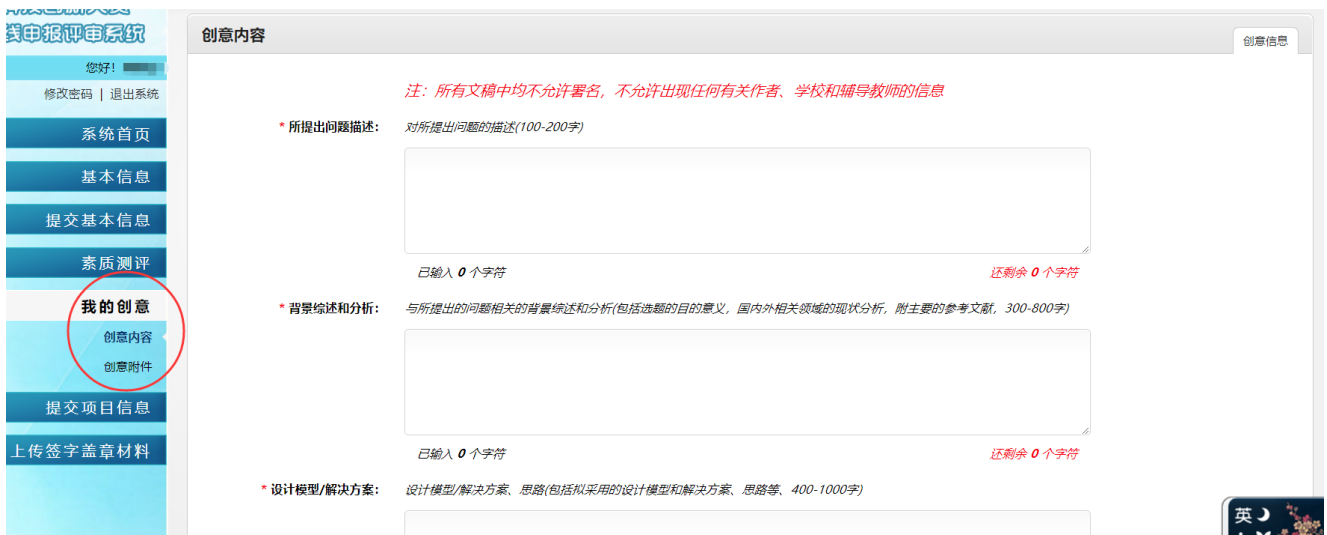 线申报评审系统
创意内容
创意信息
您好！
修改密码 | 退出系统
注：所有文稿中均不允许署名，不允许出现任何有关作者、学校和辅导教师的信息
系统首页
* 所提出问题描述：
对所提出问题的描述(100-200字)
基本信息
提交基本信息
素质测评
已输入 0 个字符
还剩余 0 个字符
我的创意
* 背景综述和分析：
与所提出的问题相关的背景综述和分析(包括选题的目的意义，国内外相关领域的现状分析，附主要的参考文献，300-800字)
创意内容
创意附件
提交项目信息
上传签字盖章材料
已输入 0 个字符
还剩余 0 个字符
* 设计模型/解决方案：
设计模型/解决方案、思路(包括拟采用的设计模型和解决方案、思路等、400-1000字)
英